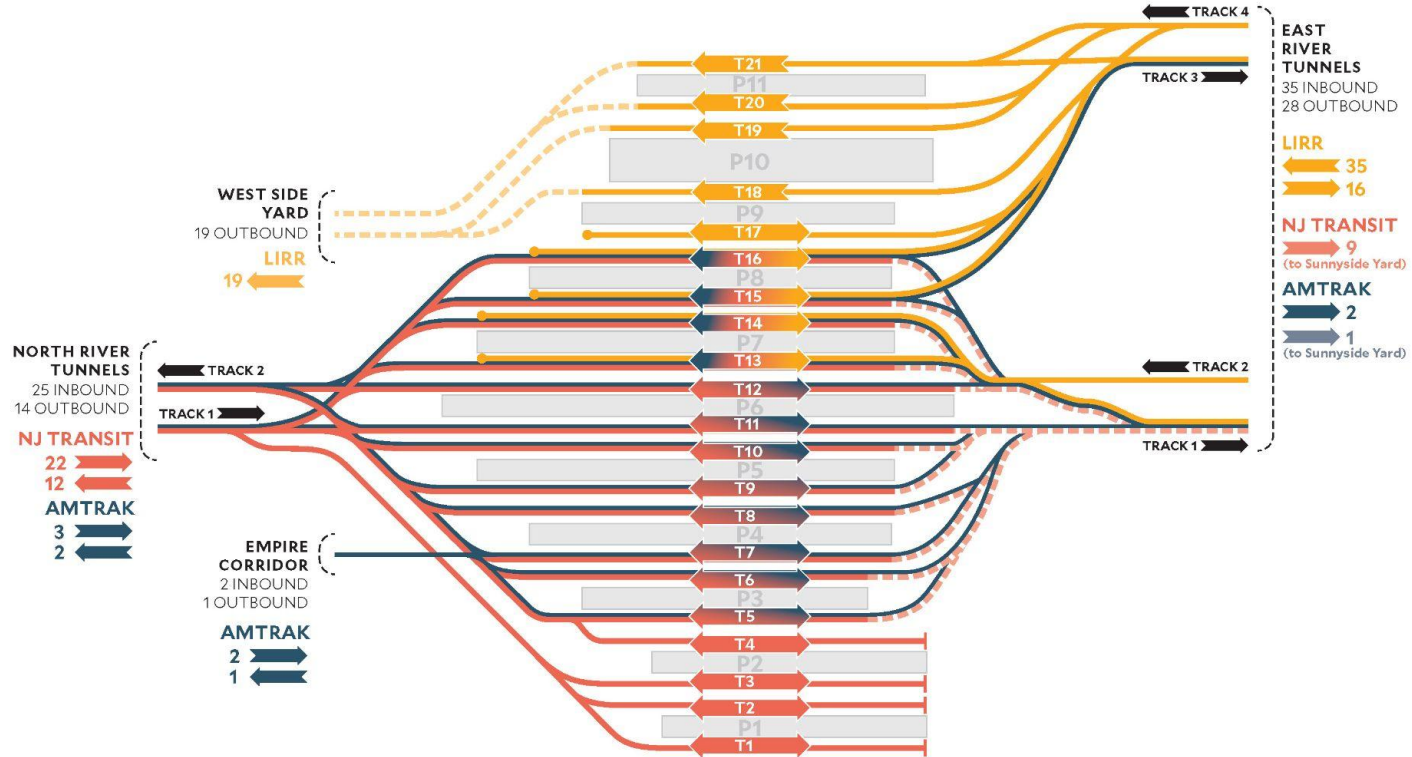 TRACK 4
EAST
RIVER
TUNNELS
35 INBOUND
28 OUTBOUND
TRACK 3
LIRR
35
16
NJ TRANSIT
9
(to Sunnyside Yard)
AMTRAK
2
1
(to Sunnyside Yard)
TRACK 2
TRACK 1
T21
P11
T20
T19
P10
T18
P9
T17
T16
P8
T15
T14
P7
T13
T12
P6
T11
T10
P5
T9
T8
P4
T7
T6
P3
T5
T4
P2
T3
T2
P1
T1
WEST SIDE
YARD
19 OUTBOUND
LIRR
19
NORTH RIVER
TUNNELS
25 INBOUND
14 OUTBOUND
TRACK 2
TRACK 1
NJ TRANSIT
22
12
AMTRAK
3
2
EMPIRE
CORRIDOR
2 INBOUND
1 OUTBOUND
AMTRAK
2
1